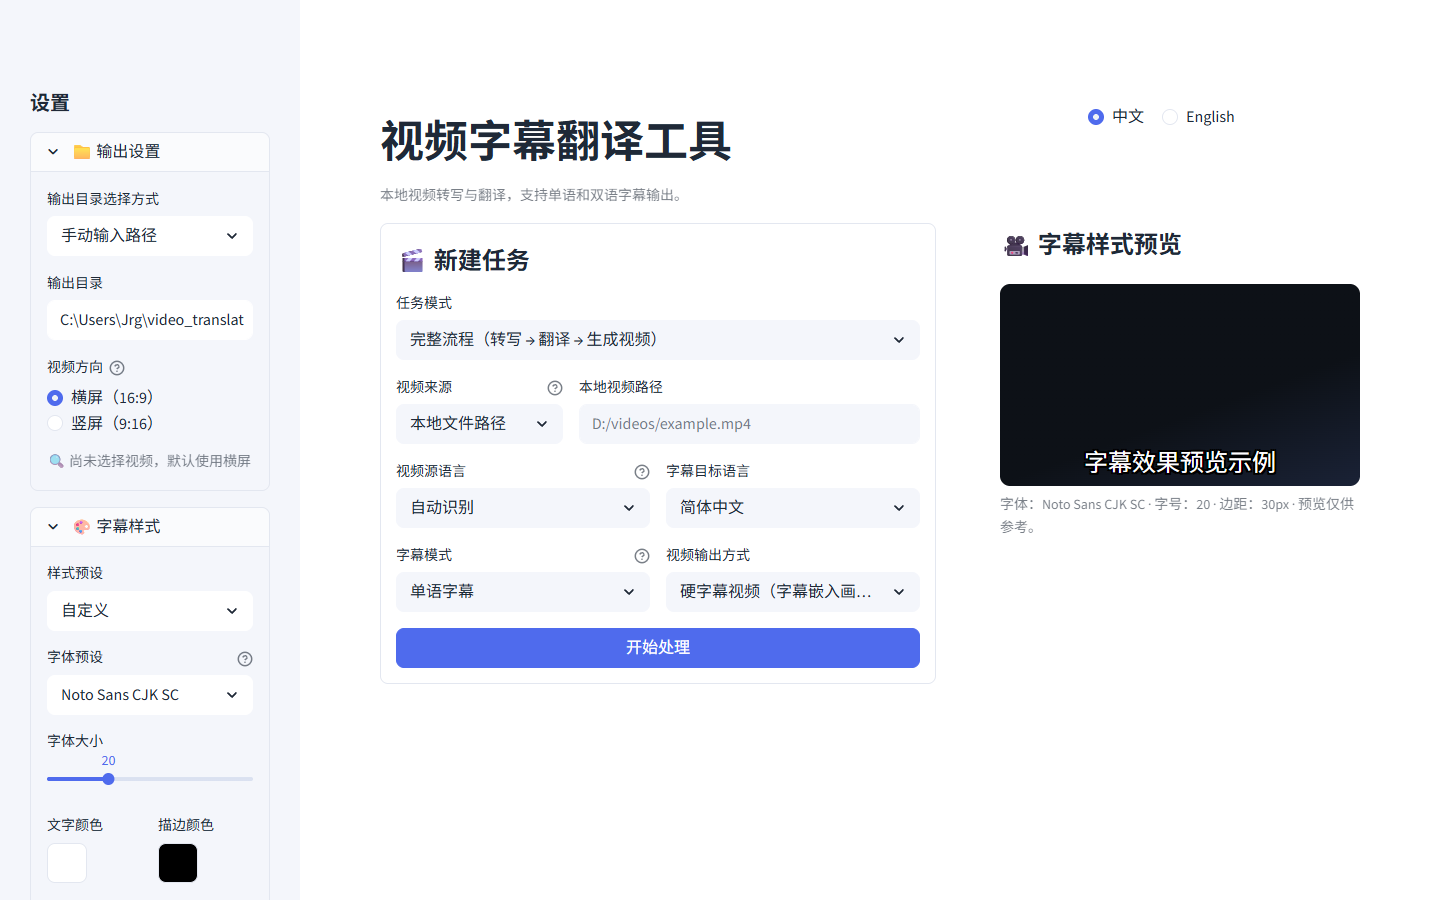 设置
输出设置
输出目录选择方式
手动输入路径
输出目录
C:\Users\Jrg\video_translat
视频方向
横屏（16:9）
竖屏（9:16）
尚未选择视频，默认使用横屏
字幕样式
样式预设
自定义
字体预设
Noto Sans CJK SC
字体大小
20
文字颜色
描边颜色
中文
English
视频字幕翻译工具
本地视频转写与翻译，支持单语和双语字幕输出。
新建任务
任务模式
完整流程（转写→翻译→生成视频）
视频来源
本地视频路径
本地文件路径
D:/videos/example.mp4
视频源语言
字幕目标语言
自动识别
简体中文
字幕模式
视频输出方式
单语字幕
硬字幕视频（字幕嵌入画…
开始处理
字幕样式预览
字幕效果预览示例
字体：Noto Sans CJK SC · 字号：20 · 边距：30px · 预览仅供
参考。